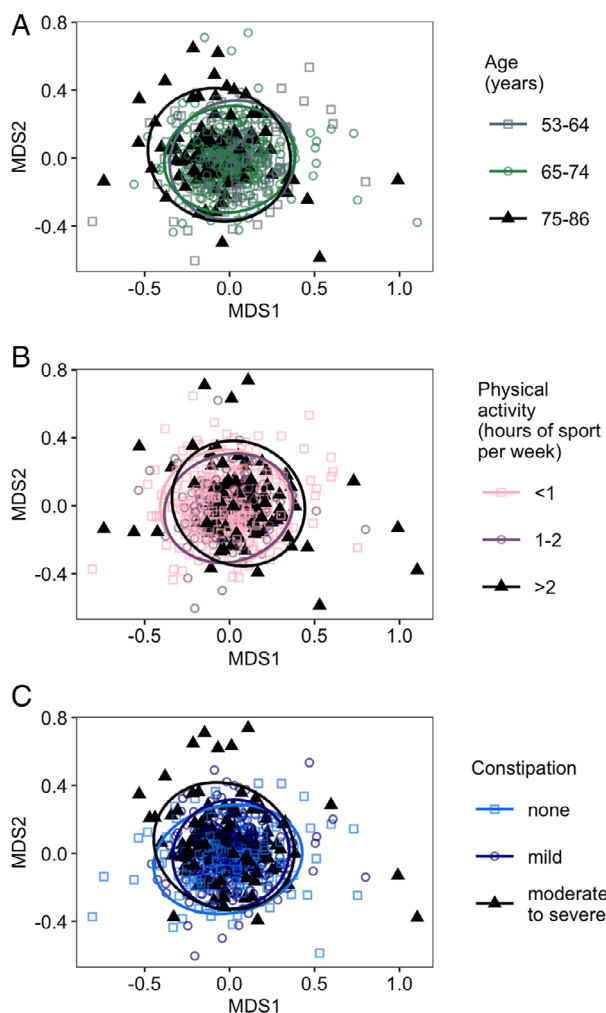 A
0.8
0.4
0.0
-0.4
MDS2
-0.5
0.0
0.5
1.0
MDS1
Age
(years)
53-64
65-74
75-86
B
0.8
0.4
0.0
-0.4
MDS2
-0.5
0.0
0.5
1.0
MDS1
Physical
activity
(hours of sport
per week)
<1
1-2
>2
C
0.8
0.4
0.0
-0.4
MDS2
-0.5
0.0
0.5
1.0
MDS1
Constipation
none
mild
moderate
to severe